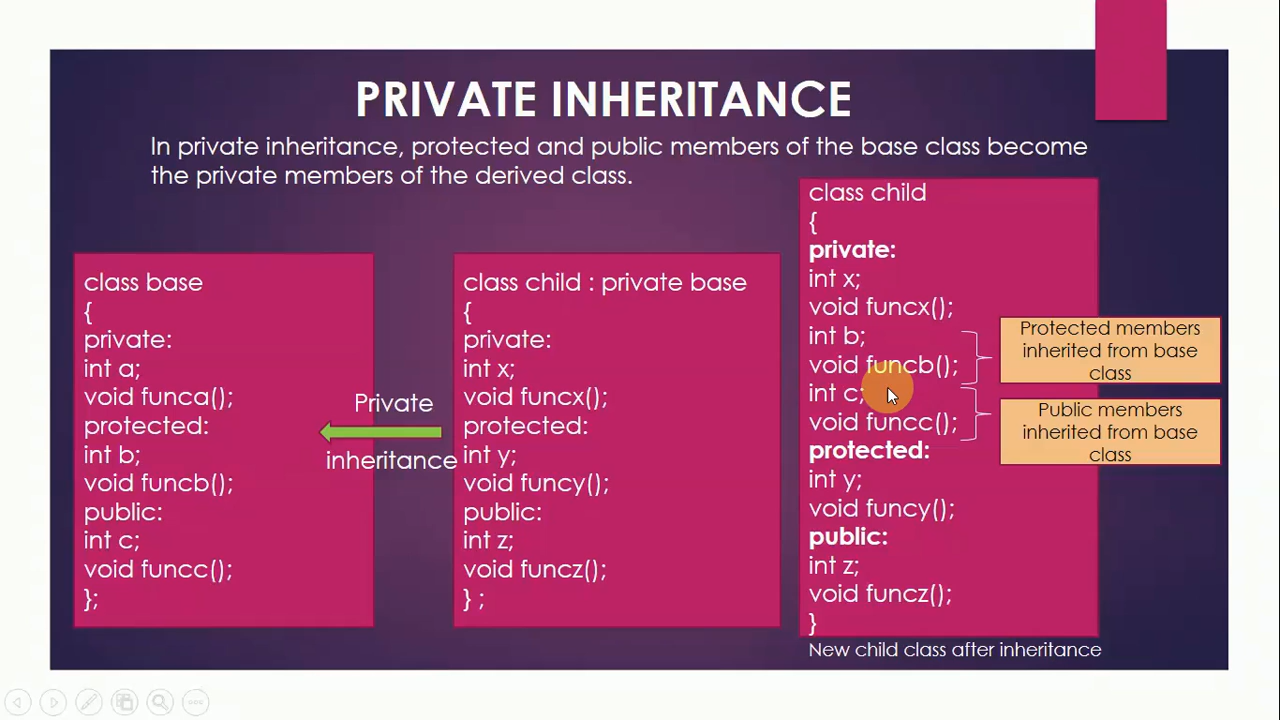 PRIVATE INHERITANCE
In private inheritance, protected and public members of the base class become
the private members of the derived class.
class base
{
private:
int a;
void funca();
protected:
int b;
void funcb();
public:
int c;
void funcc();
};
Private
inheritance
class child : private base
{
private:
int x;
void funcx();
protected:
int y;
void funcy();
public:
int z;
void funcz();
} ;
class child
{
private:
int x;
void funcx();
int b;
void funcb();
int c;
void funcc();
protected:
int y;
void funcy();
public:
int z;
void funcz();
}
Protected members
inherited from base
class
Public members
inherited from base
class
New child class after inheritance